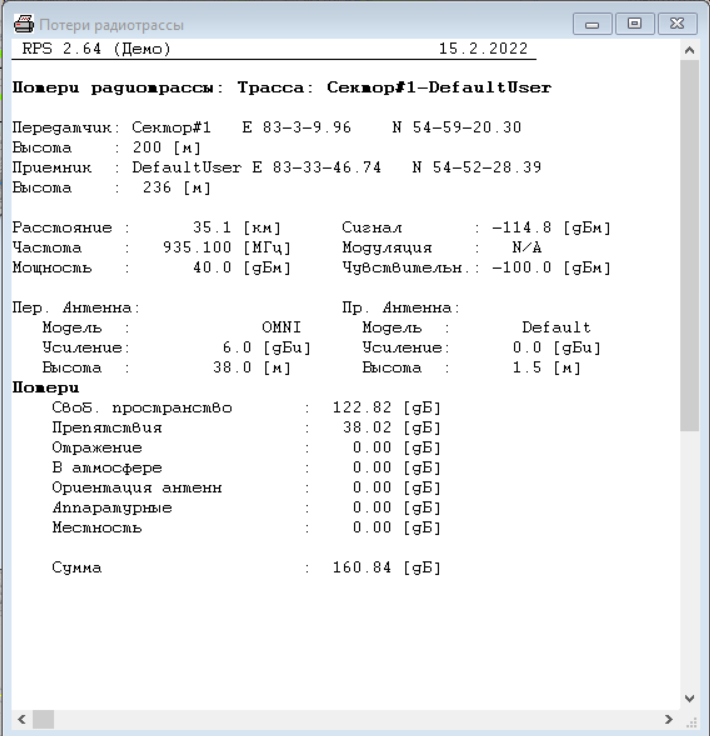 Потери радиотрассы
RPS 2.64 (Демо) 15.2.2022
Потери радиотрассы: Трасса: Сектор#1-DefaultUser
Передатчик: Сектор#1 E 83-3-9.96 N 54-59-20.30
Высота : 200 [м]
Приемник : DefaultUser E 83-33-46.74 N 54-52-28.39
Высота : 236 [м]
Расстояние : 35.1 [км] Сигнал : -114.8 [дБм]
Частота : 935.100 [МГц] Модуляция : N/A
Мощность : 40.0 [дБм] Чувствительн.: -100.0 [дБм]
Пер. Антенна: Пр. Антенна:
Модель : OMNI Модель : Default
Усиление: 6.0 [дБи] Усиление: 0.0 [дБи]
Высота : 38.0 [м] Высота : 1.5 [м]
Потери
Своб. пространство : 122.82 [дБ]
Препятствия : 38.02 [дБ]
Отражение : 0.00 [дБ]
В атмосфере : 0.00 [дБ]
Ориентация антенн : 0.00 [дБ]
Аппаратурные : 0.00 [дБ]
Местность : 0.00 [дБ]
Сумма : 160.84 [дБ]